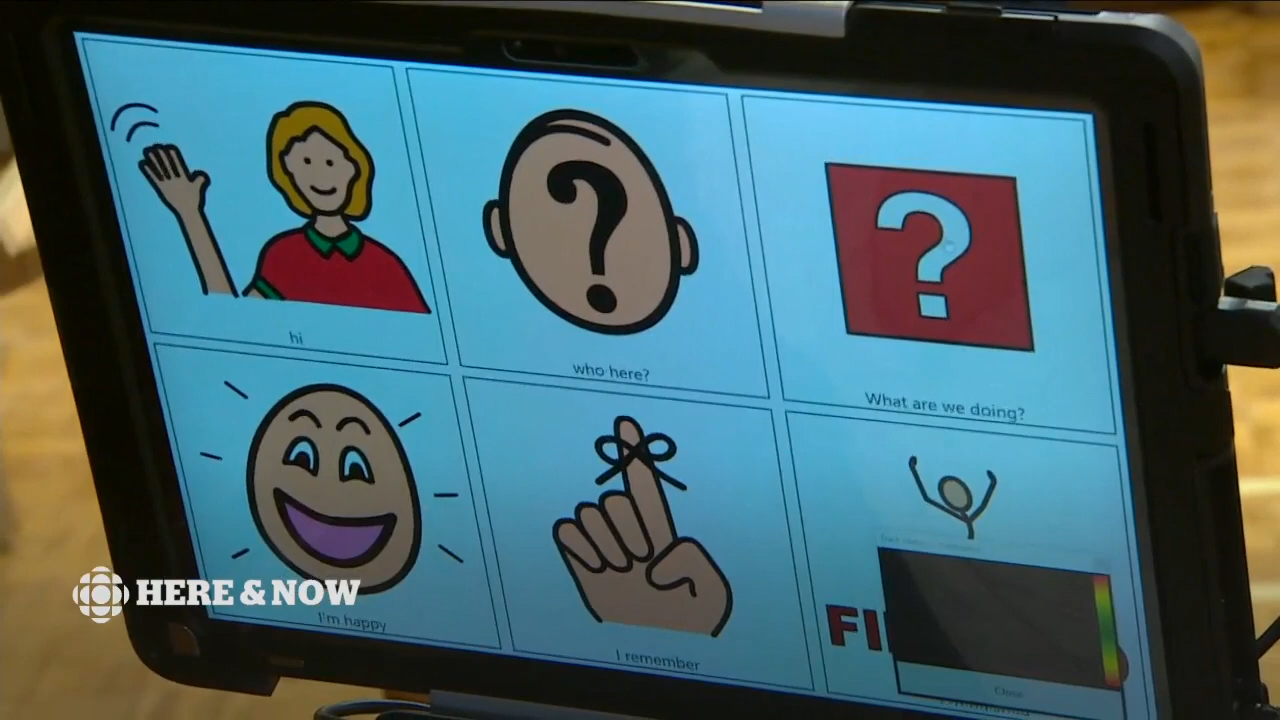 ?
?
hi
who here?
What are we doing?
FI
HERE & NOW
I'm happy
I remember
Close